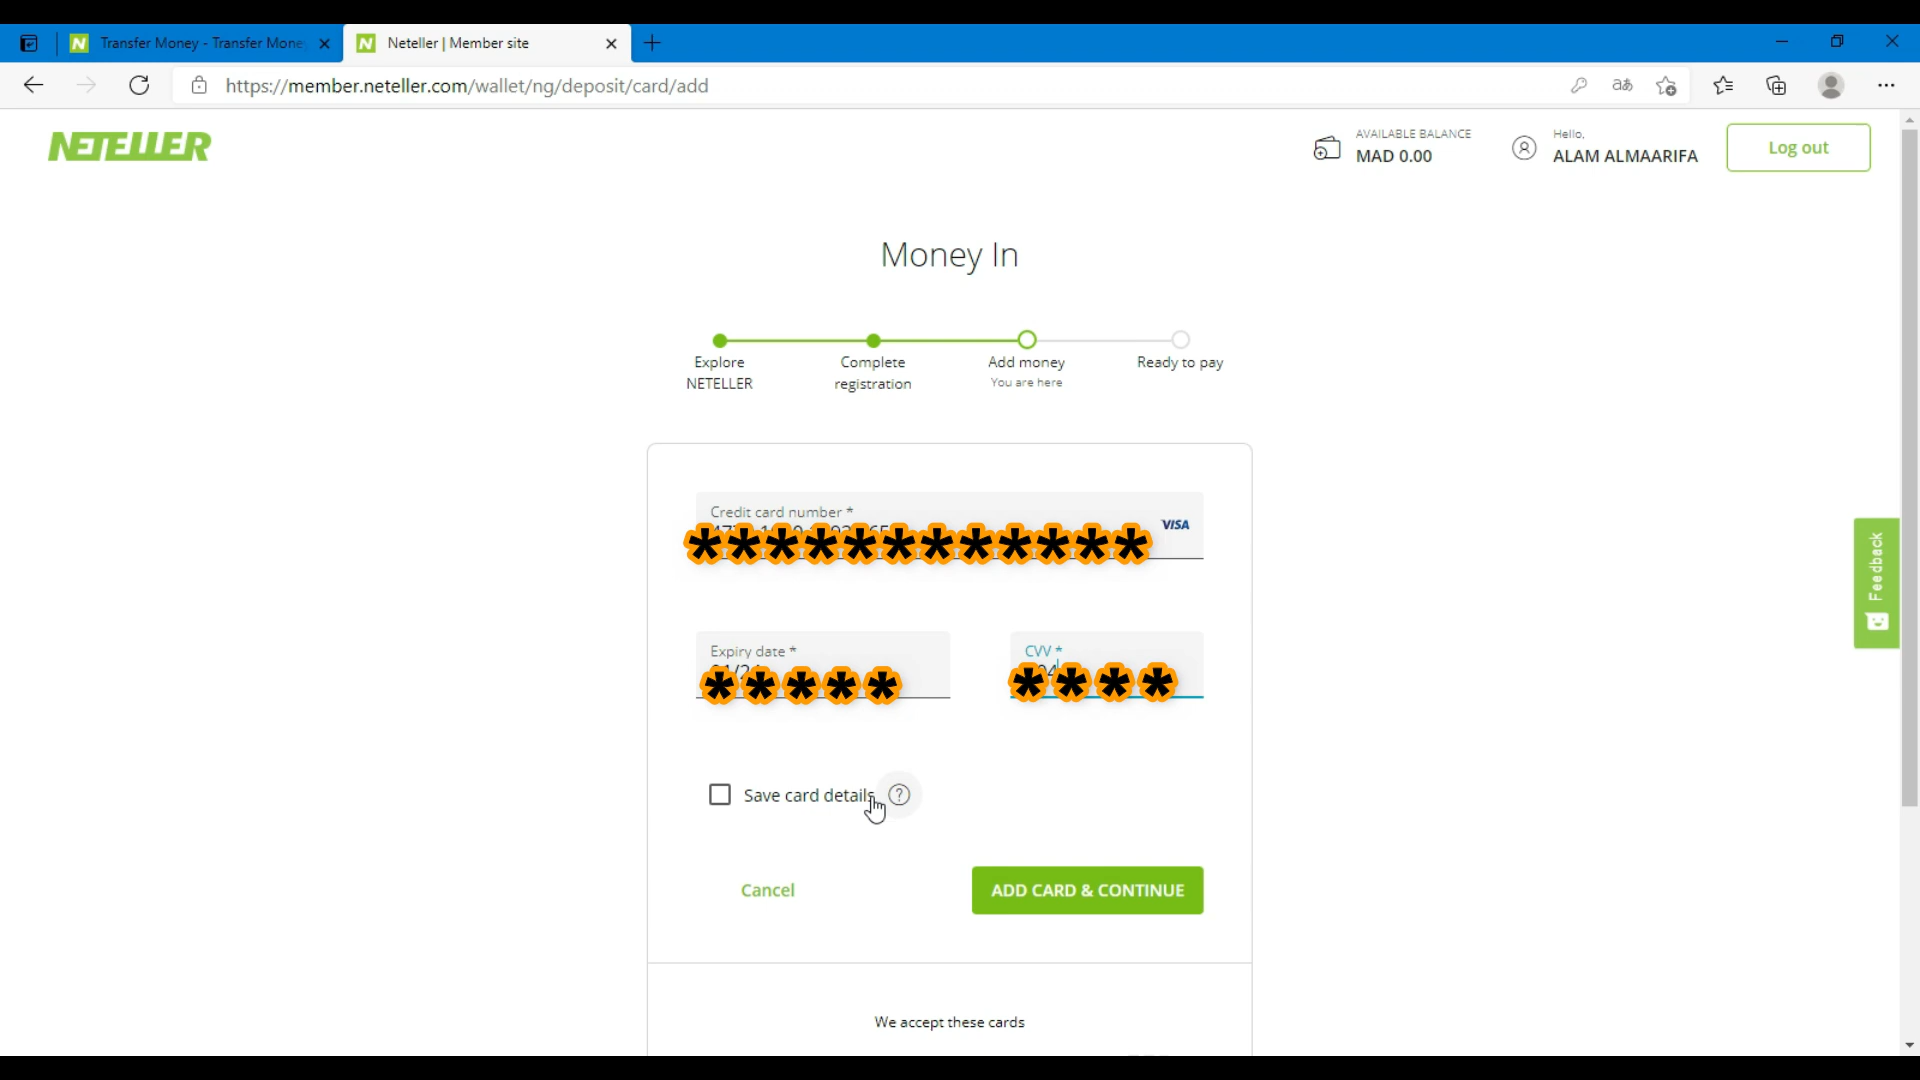 Transfer Money - Transfer Mone
Neteller | Member site
https://member.neteller.com/wallet/ng/deposit/card/add
NETELLER
AVAILABLE BALANCE
MAD 0.00
Hello,
ALAM ALMAARIFA
Log out
Money In
Explore
NETELLER
Complete
registration
Add money
You are here
Ready to pay
Credit card number *
VISA
************
Expiry date *
*****
CVV *
****
Save card details
Cancel
ADD CARD & CONTINUE
Feedback
We accept these cards